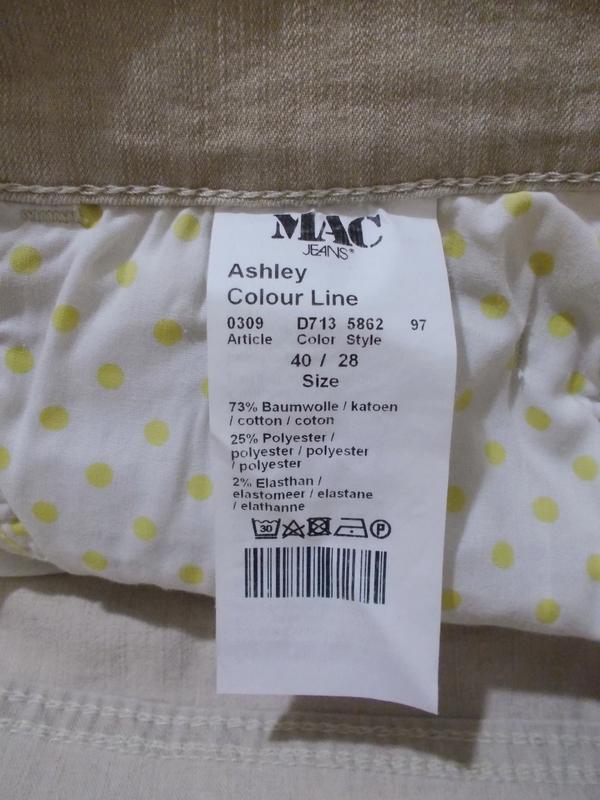 MAC
JEANS®
Ashley
Colour Line
0309 D713 5862 97
Article Color Style
40 / 28
Size
73% Baumwolle / katoen
/ cotton / coton
25% Polyester /
polyester / polyester
/ polyester
2% Elasthan /
elastomeer / elastane
/ elathanne
30 P